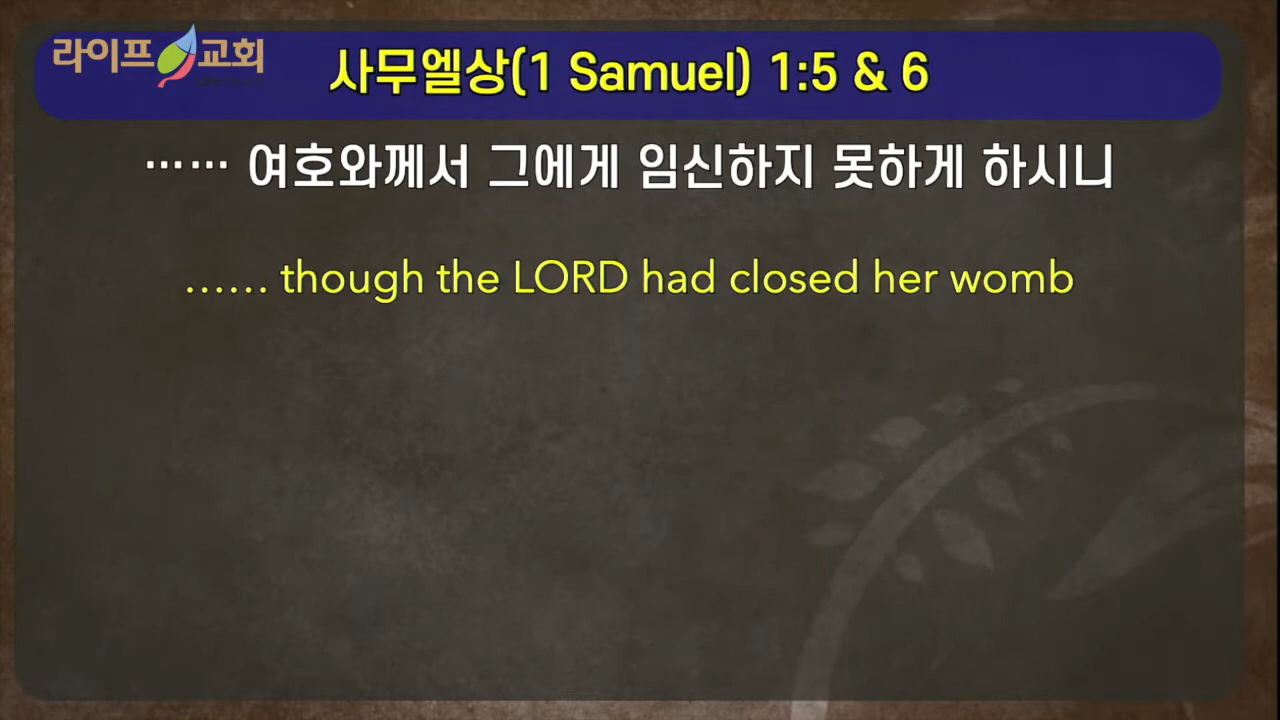 라이프교회
사무엘상(1 Samuel) 1:5 & 6
…… 여호와께서 그에게 임신하지 못하게 하시니
…… though the LORD had closed her womb